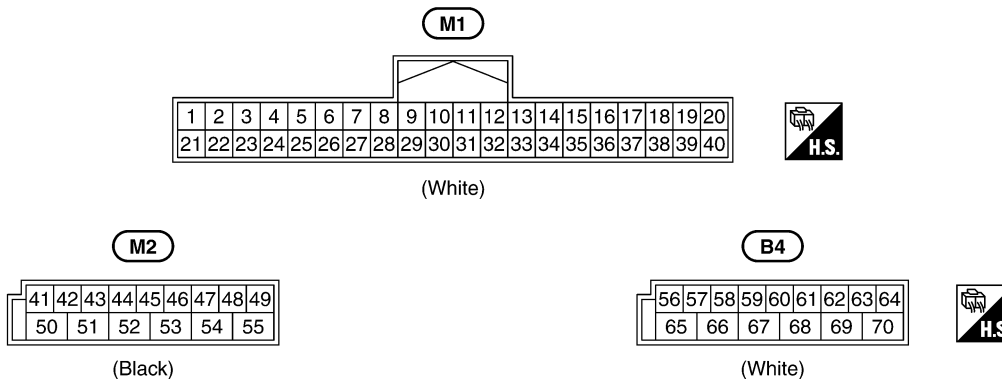 M1
1 2 3 4 5 6 7 8 9 10 11 12 13 14 15 16 17 18 19 20
21 22 23 24 25 26 27 28 29 30 31 32 33 34 35 36 37 38 39 40
H.S.
(White)
M2
41 42 43 44 45 46 47 48 49
50 51 52 53 54 55
(Black)
B4
56 57 58 59 60 61 62 63 64
65 66 67 68 69 70
(White)
H.S